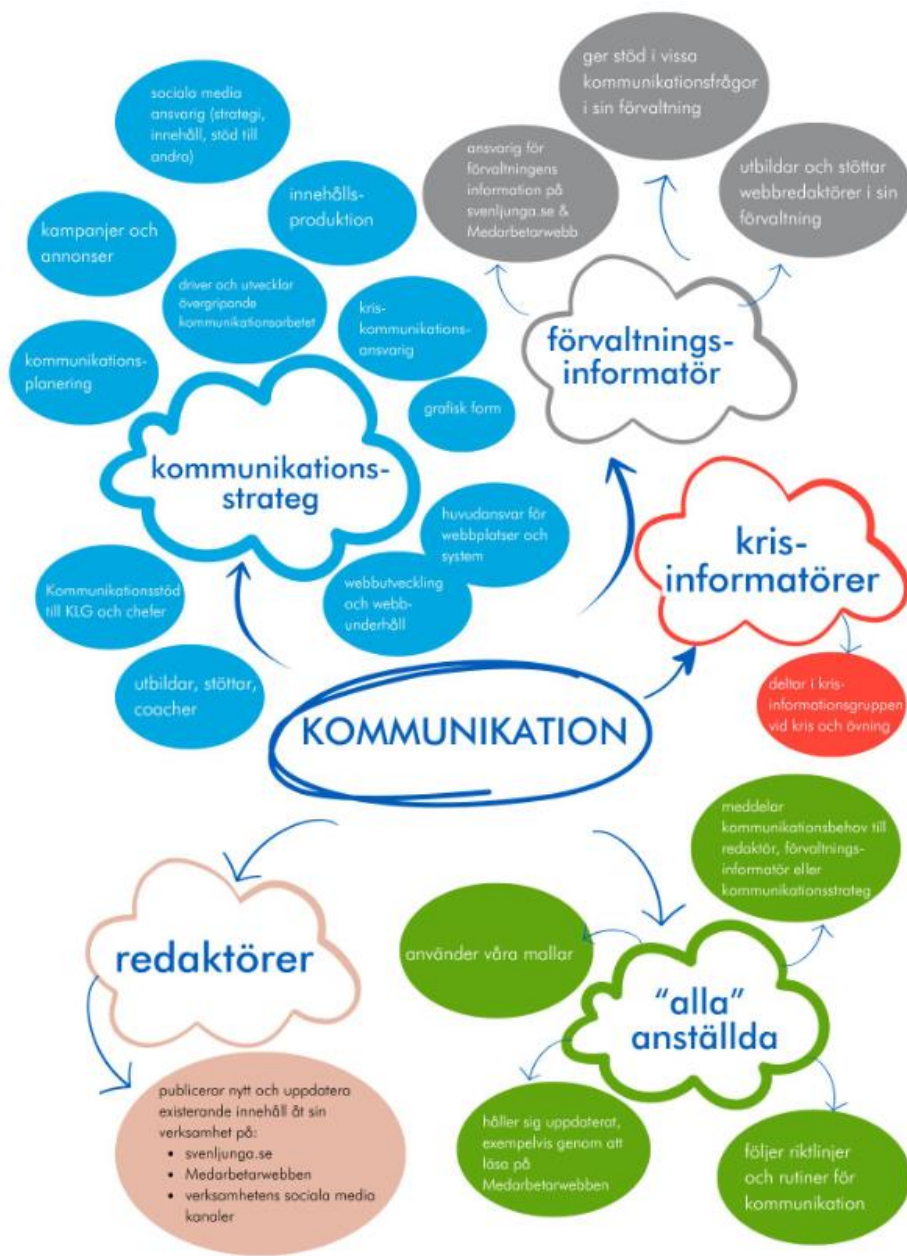 sociala media
ansvarig (strategi,
innehåll, stöd till
andra)
innehålls-
produktion
kampanjer och
annonser
driver och utvecklar
övergripande
kommunikationsarbetet
kris-
kommunikations-
ansvarig
kommunikations-
planering
grafisk form
kommunikations-
strateg
huvudansvar för
webbplatser och
system
webbutveckling
och webb-
underhåll
Kommunikationsstöd
till KLG och chefer
utbildar, stöttar,
coacher
ger stöd i vissa
kommunikationsfrågor
i sin förvaltning
ansvarig för
förvaltningens
information på
svenljunga.se &
Medarbetarwebb
utbildar och stöttar
webbredaktörer i sin
förvaltning
förvaltnings-
informatör
kris-
informatörer
deltar i kris-
informationsgruppen
vid kris och övning
KOMMUNIKATION
redaktörer
publicerar nytt och uppdatera
existerande innehåll åt sin
verksamhet på:
• svenljunga.se
• Medarbetarwebben
• verksamhetens sociala media
kanaler
meddelar
kommunikationsbehov till
redaktör, förvaltnings-
informatör eller
kommunikationsstrateg
använder våra mallar
"alla"
anställda
håller sig uppdaterat,
exempelvis genom att
läsa på
Medarbetarwebben
följer riktlinjer
och rutiner för
kommunikation